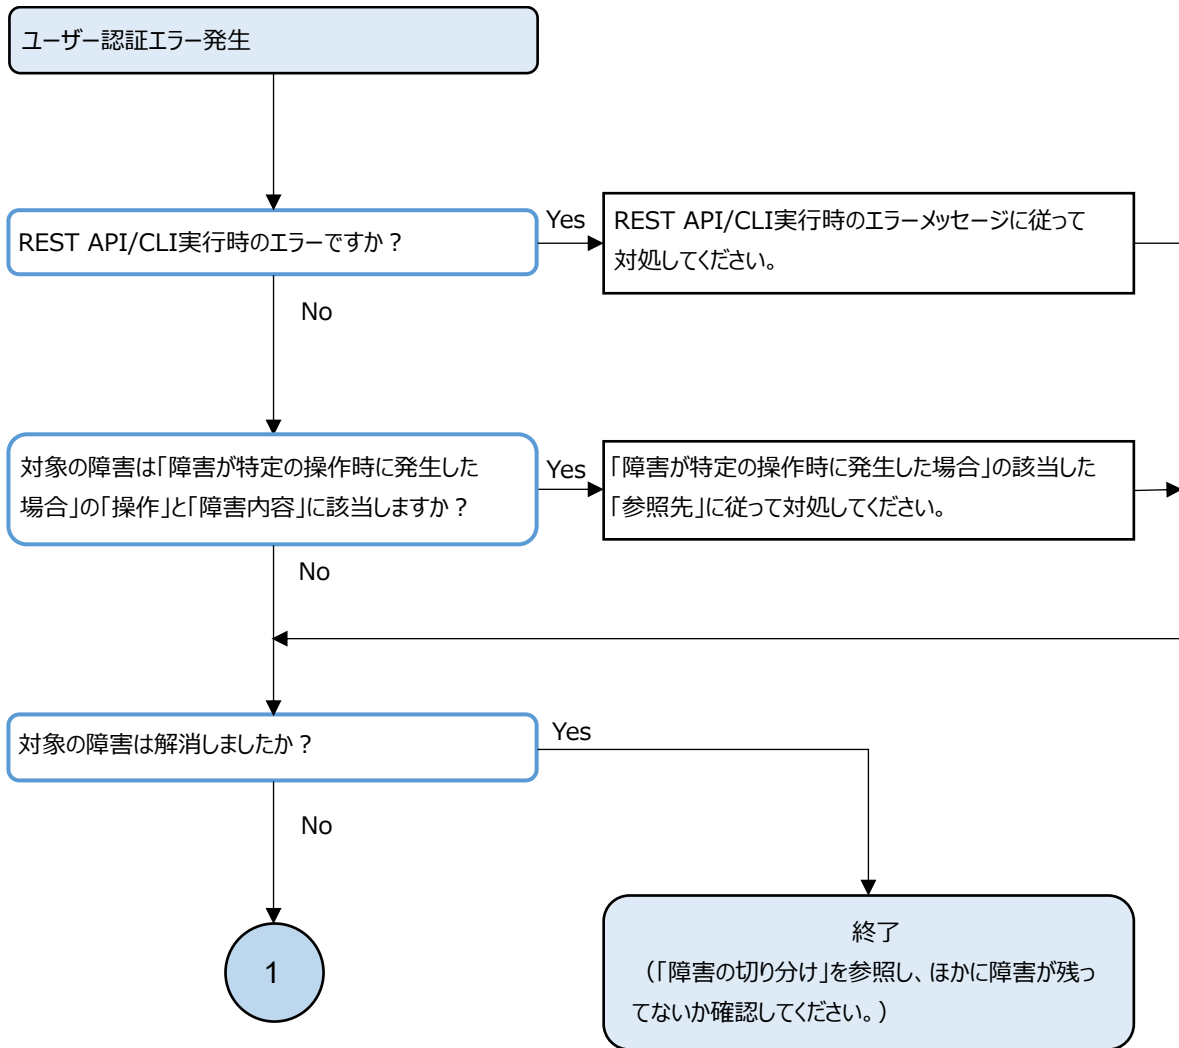 ユーザー認証エラー発生
REST API/CLI実行時のエラーですか？
Yes
REST API/CLI実行時のエラーメッセージに従って
対処してください。
No
対象の障害は「障害が特定の操作時に発生した
場合」の「操作」と「障害内容」に該当しますか？
Yes
「障害が特定の操作時に発生した場合」の該当した
「参照先」に従って対処してください。
No
対象の障害は解消しましたか？
Yes
No
1
終了
（「障害の切り分け」を参照し、ほかに障害が残っ
てないか確認してください。）